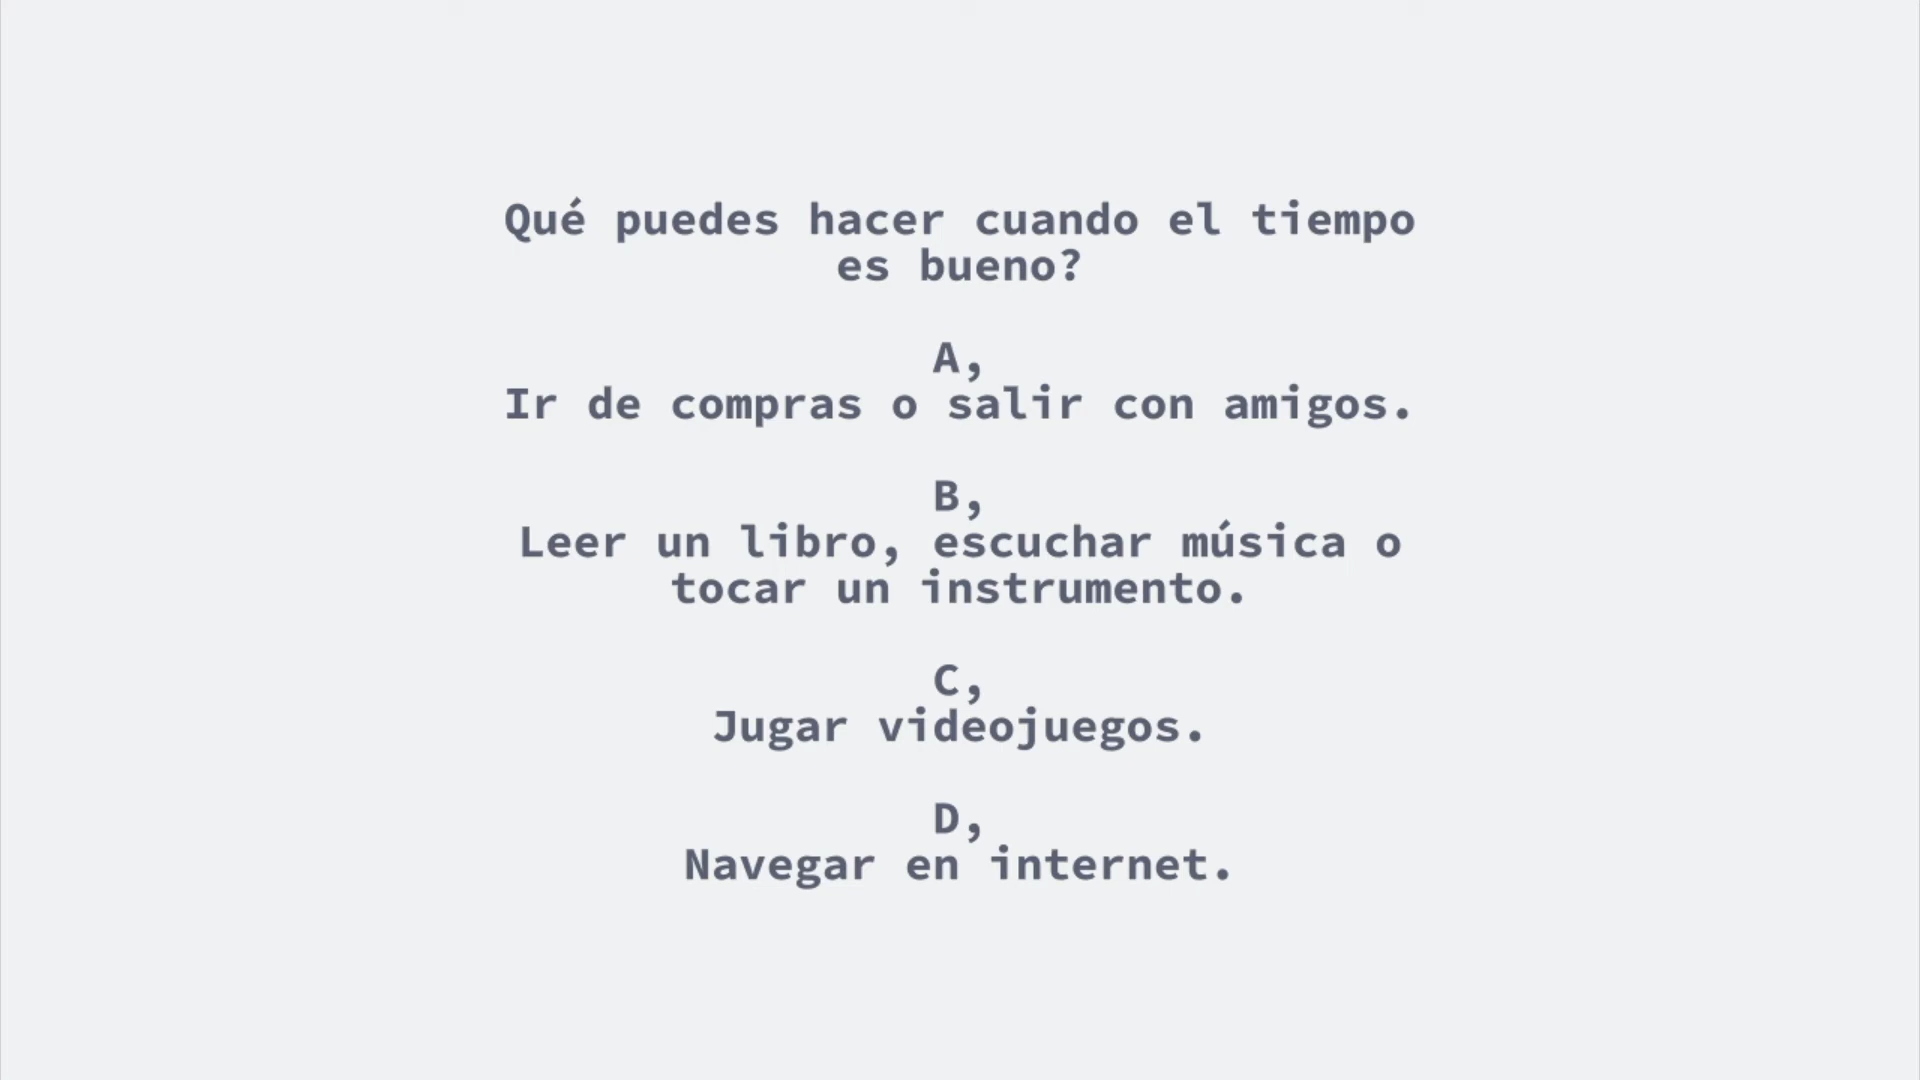 Qué puedes hacer cuando el tiempo
es bueno?
A,
Ir de compras o salir con amigos.
B,
Leer un libro, escuchar música o
tocar un instrumento.
C,
Jugar videojuegos.
D,
Navegar en internet.